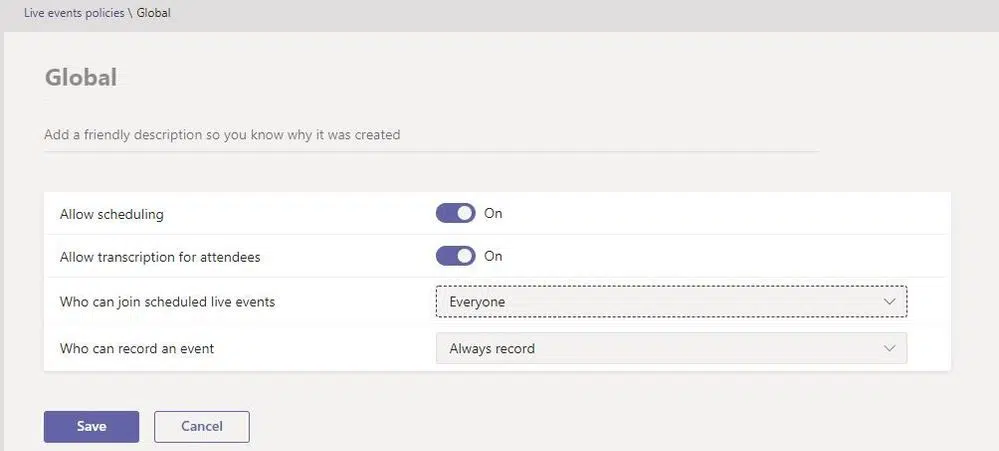 Live events policies \ Global
Global
Add a friendly description so you know why it was created
Allow scheduling On
Allow transcription for attendees On
Who can join scheduled live events Everyone
Who can record an event Always record
Save Cancel